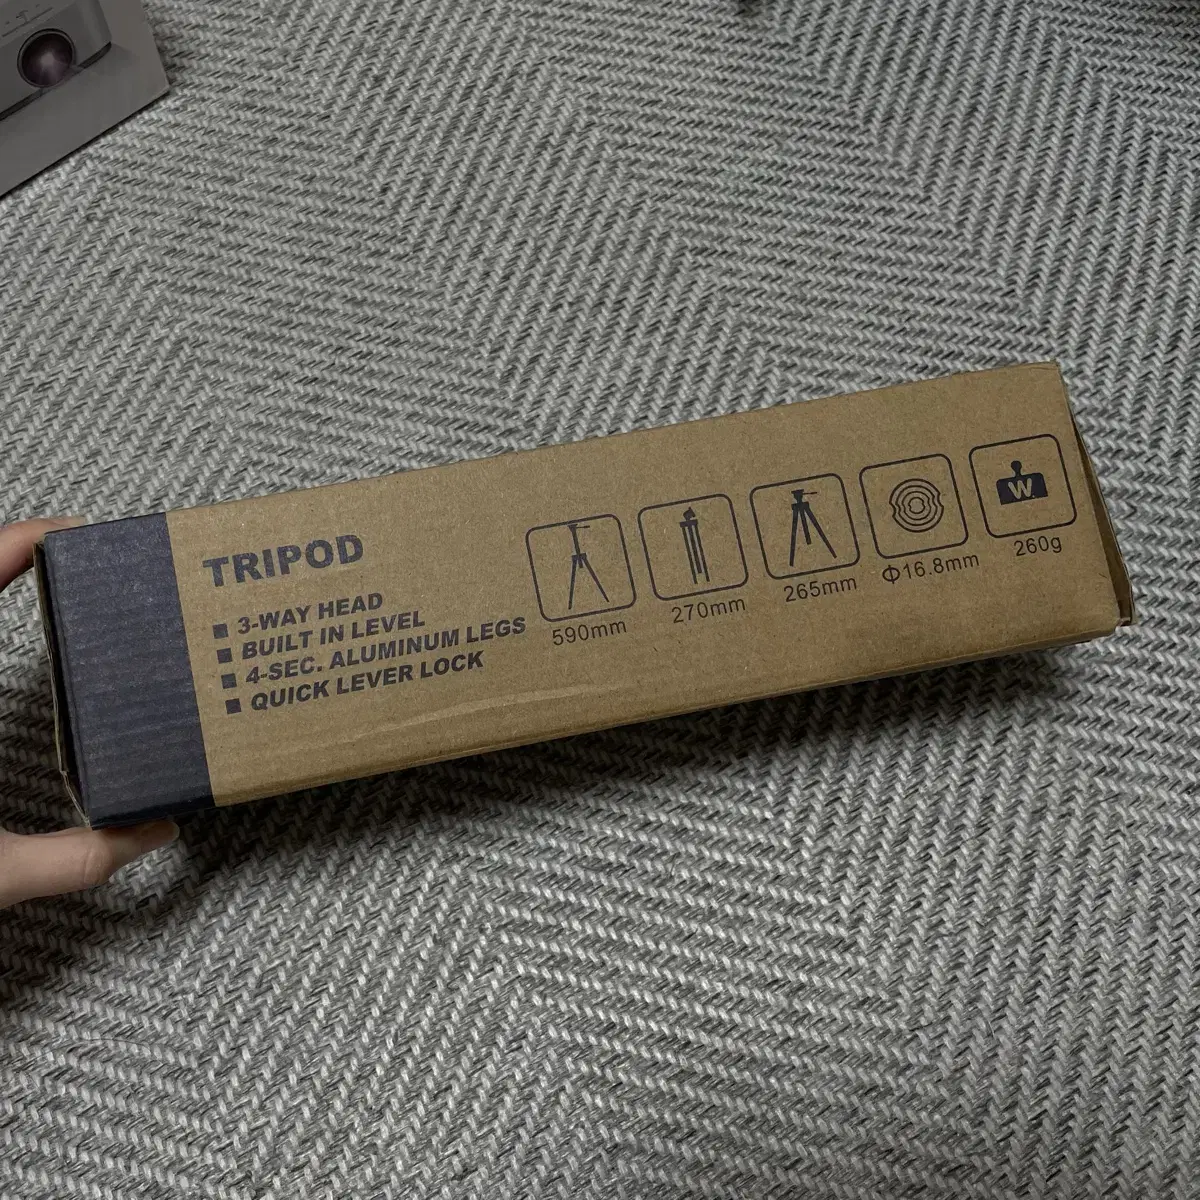 TRIPOD
■ 3-WAY HEAD
■ BUILT IN LEVEL
■ 4-SEC. ALUMINUM LEGS
■ QUICK LEVER LOCK
590mm
270mm
265mm
Φ16.8mm
W.
260g